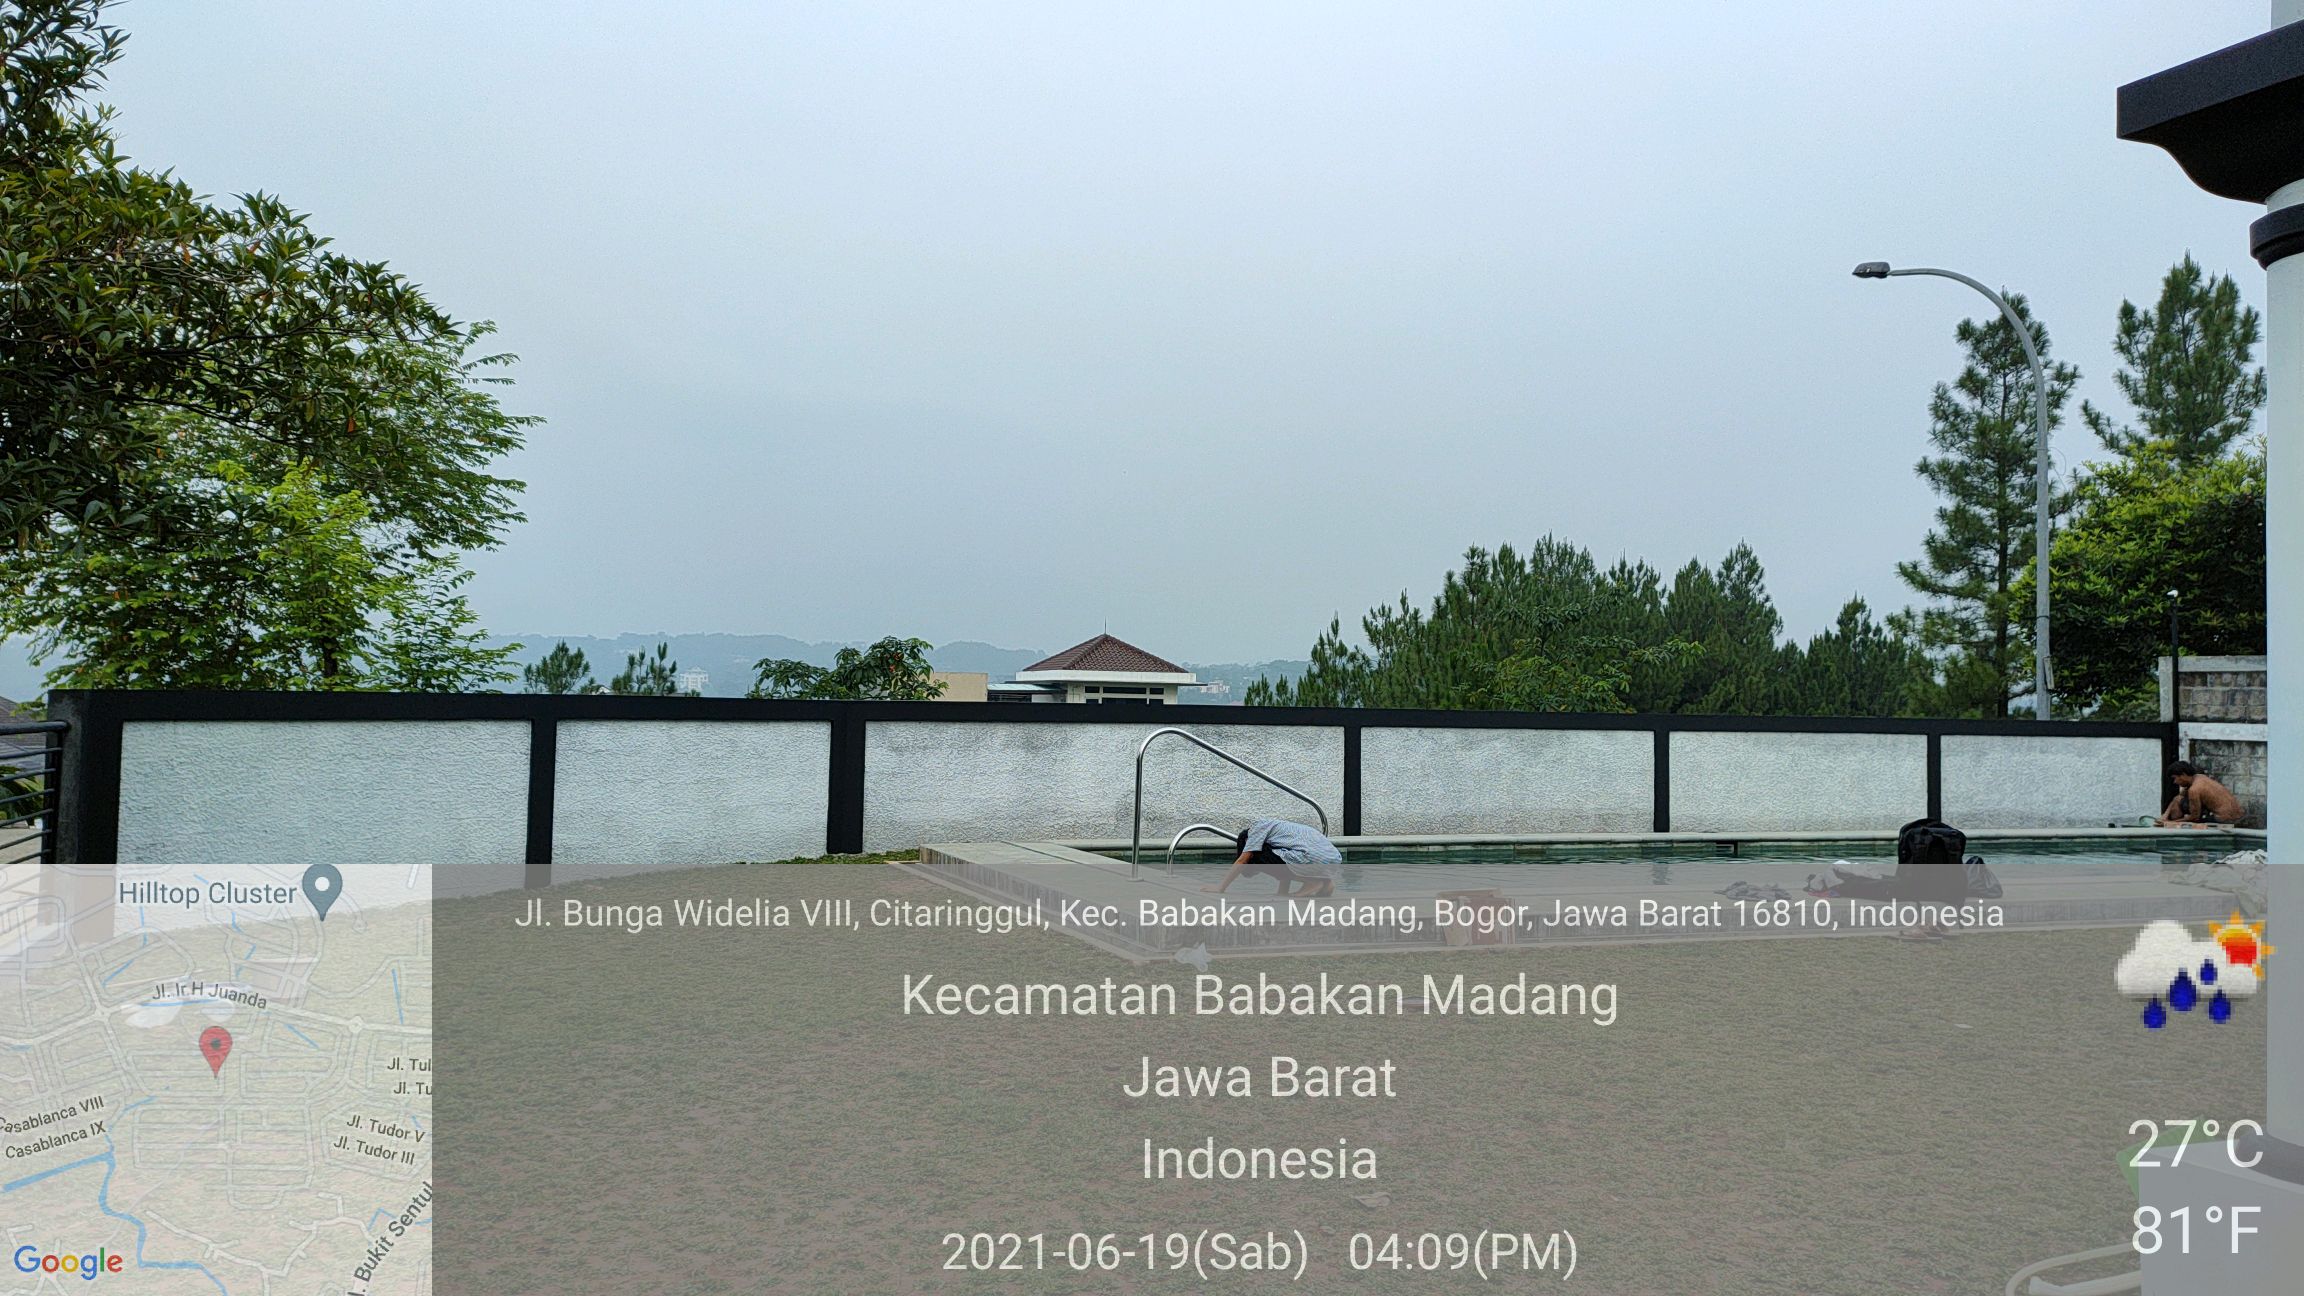 Hilltop Cluster
Jl. Ir.H Juanda
Jl. Tul
Jl. Tu
Casablanca VIII
Casablanca IX
Jl. Tudor V
Jl. Tudor III
Bukit Sentul
Google
Jl. Bunga Widelia VIII, Citaringgul, Kec. Babakan Madang, Bogor, Jawa Barat 16810, Indonesia
Kecamatan Babakan Madang
Jawa Barat
Indonesia
2021-06-19(Sab) 04:09(PM)
27°C
81°F